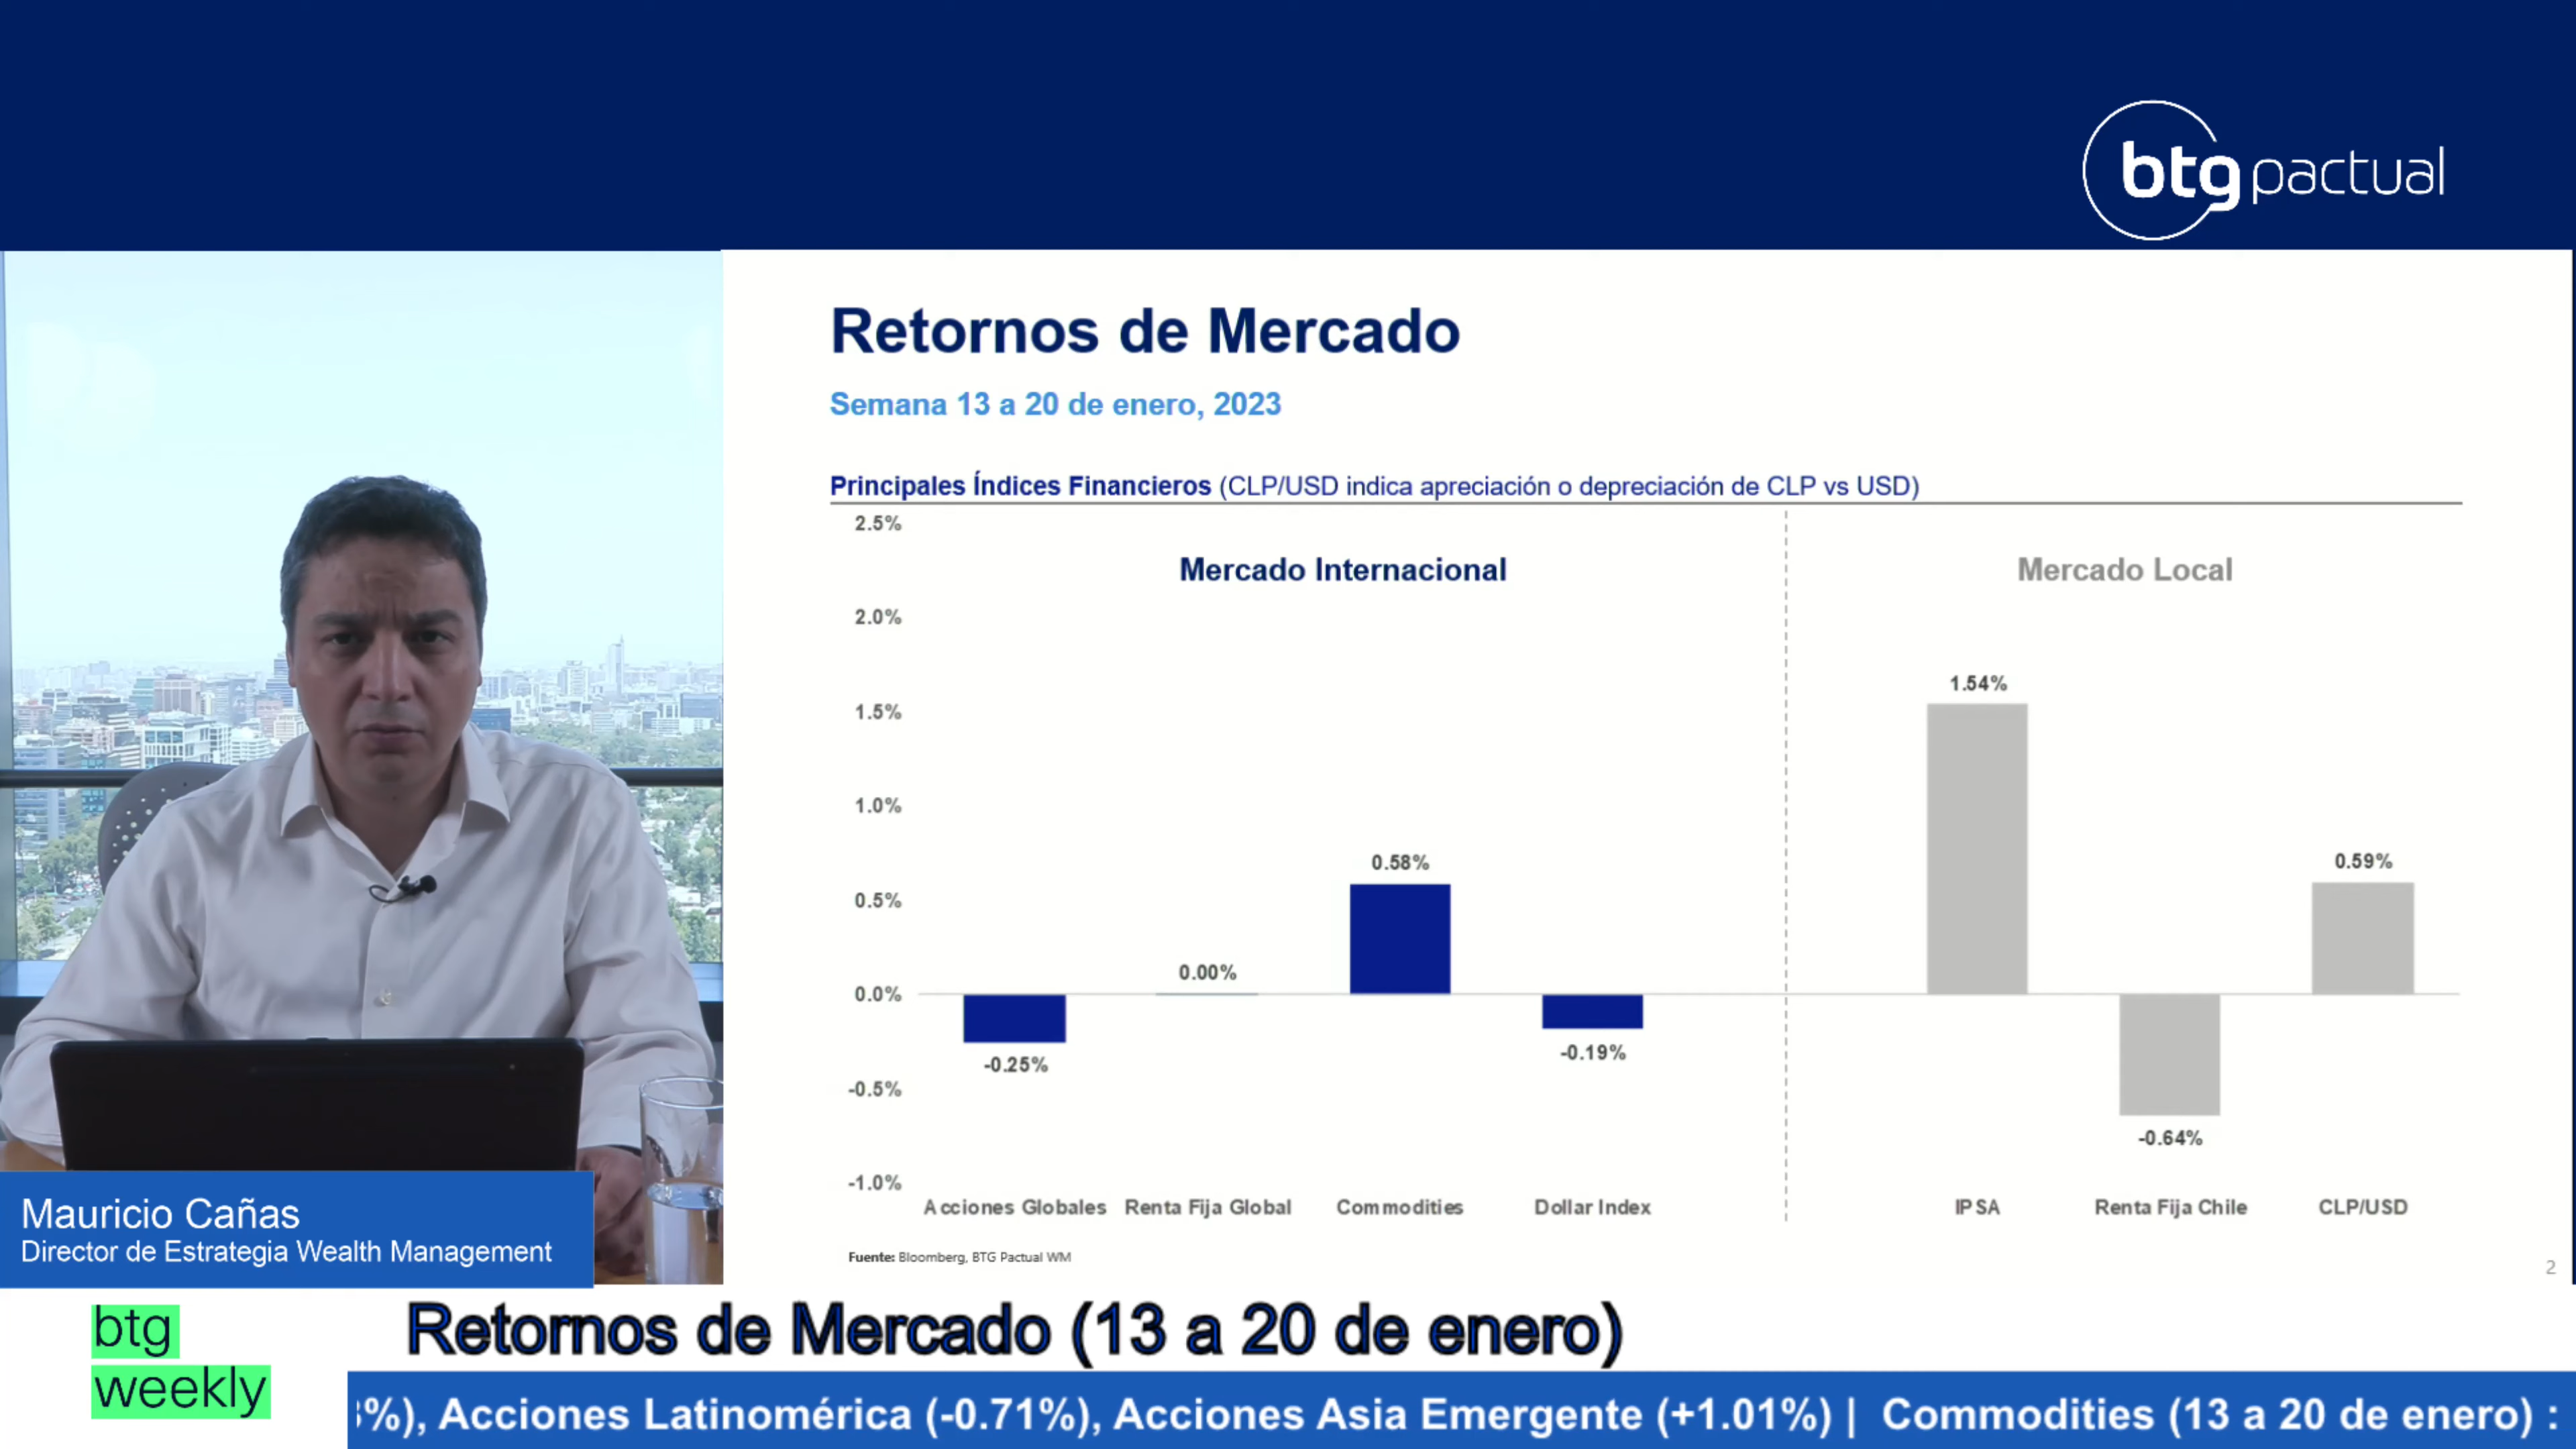 btg pactual
Retornos de Mercado
Semana 13 a 20 de enero, 2023
Principales Índices Financieros (CLP/USD indica apreciación o depreciación de CLP vs USD)
2.5%
2.0%
1.5%
1.0%
0.5%
0.0%
-0.5%
-1.0%
Mercado Internacional
Mercado Local
-0.25%
0.00%
0.58%
-0.19%
1.54%
-0.64%
0.59%
Acciones Globales
Renta Fija Global
Commodities
Dollar Index
IPSA
Renta Fija Chile
CLP/USD
Fuente: Bloomberg, BTG Pactual WM
2
Mauricio Cañas
Director de Estrategia Wealth Management
btg
weekly
Retornos de Mercado (13 a 20 de enero)
%), Acciones Latinomérica (-0.71%), Acciones Asia Emergente (+1.01%) | Commodities (13 a 20 de enero) :